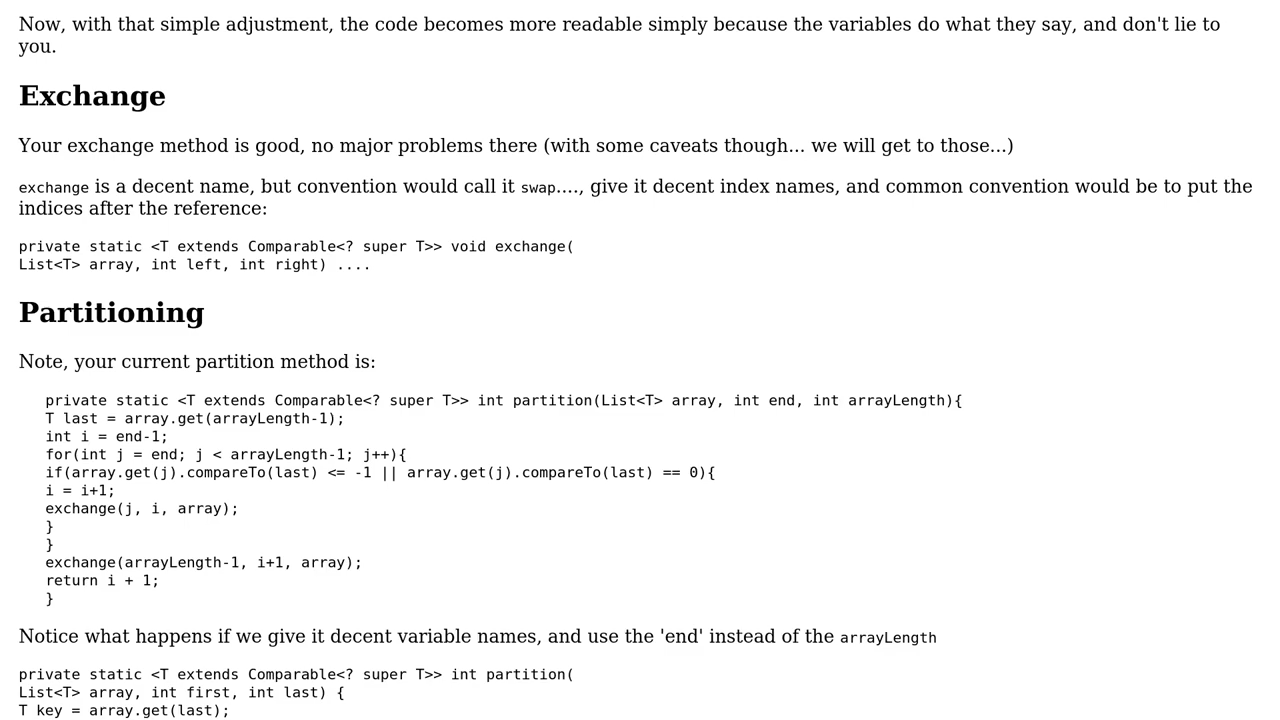 Now, with that simple adjustment, the code becomes more readable simply because the variables do what they say, and don't lie to
you.
Exchange
Your exchange method is good, no major problems there (with some caveats though... we will get to those...)
exchange is a decent name, but convention would call it swap...., give it decent index names, and common convention would be to put the
indices after the reference:
private static <T extends Comparable<? super T>> void exchange(
List<T> array, int left, int right) ....
Partitioning
Note, your current partition method is:
private static <T extends Comparable<? super T>> int partition(List<T> array, int end, int arrayLength){
T last = array.get(arrayLength-1);
int i = end-1;
for(int j = end; j < arrayLength-1; j++){
if(array.get(j).compareTo(last) <= -1 || array.get(j).compareTo(last) == 0){
i = i+1;
exchange(j, i, array);
}
}
exchange(arrayLength-1, i+1, array);
return i + 1;
}
Notice what happens if we give it decent variable names, and use the 'end' instead of the arrayLength
private static <T extends Comparable<? super T>> int partition(
List<T> array, int first, int last) {
T key = array.get(last);